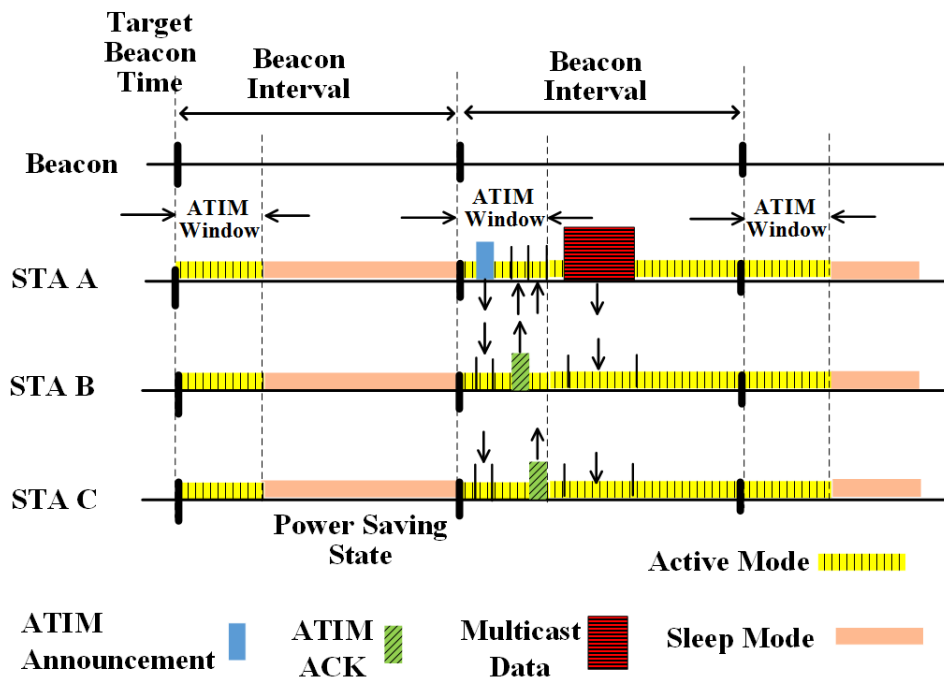 Target
Beacon
Time
Beacon
Interval
Beacon
Interval
Beacon
ATIM
Window
ATIM
Window
ATIM
Window
STA A
STA B
STA C
Power Saving
State
Active Mode
ATIM
Announcement
ATIM
ACK
Multicast
Data
Sleep Mode